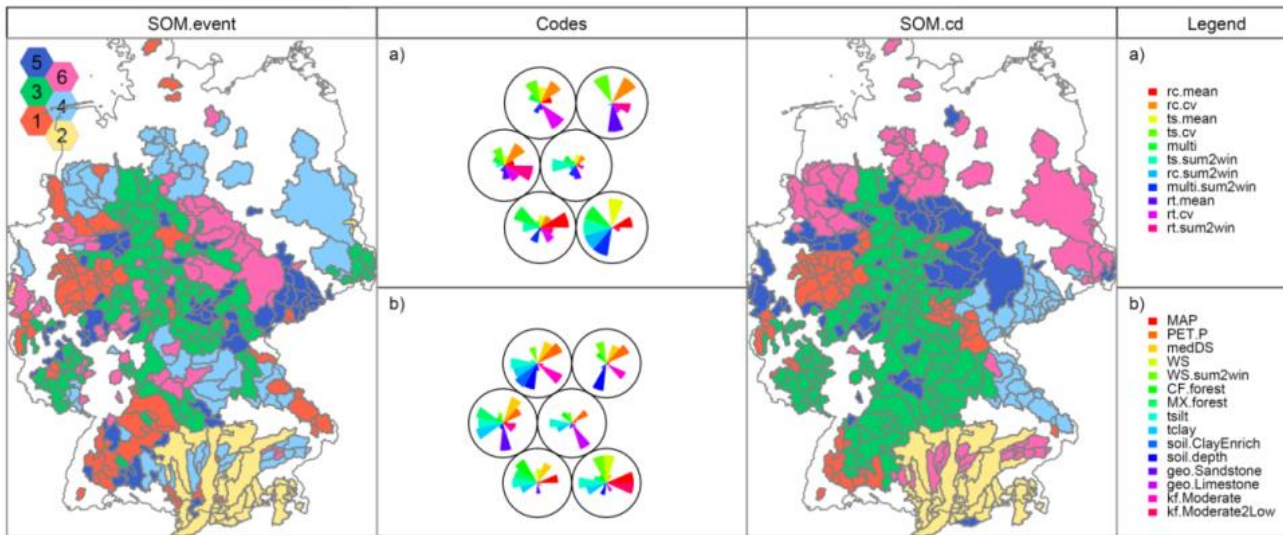 SOM.event
Codes
SOM.cd
Legend
5
6
3
4
1
2
a)
b)
a)
rc.mean
rc.cv
ts.mean
ts.cv
multi
ts.sum2win
rc.sum2win
multi.sum2win
rt.mean
rt.cv
rt.sum2win
b)
MAP
PET.P
medDS
WS
WS.sum2win
CF.forest
MX.forest
tsilt
tclay
soil.ClayEnrich
soil.depth
geo.Sandstone
geo.Limestone
kf.Moderate
kf.Moderate2Low